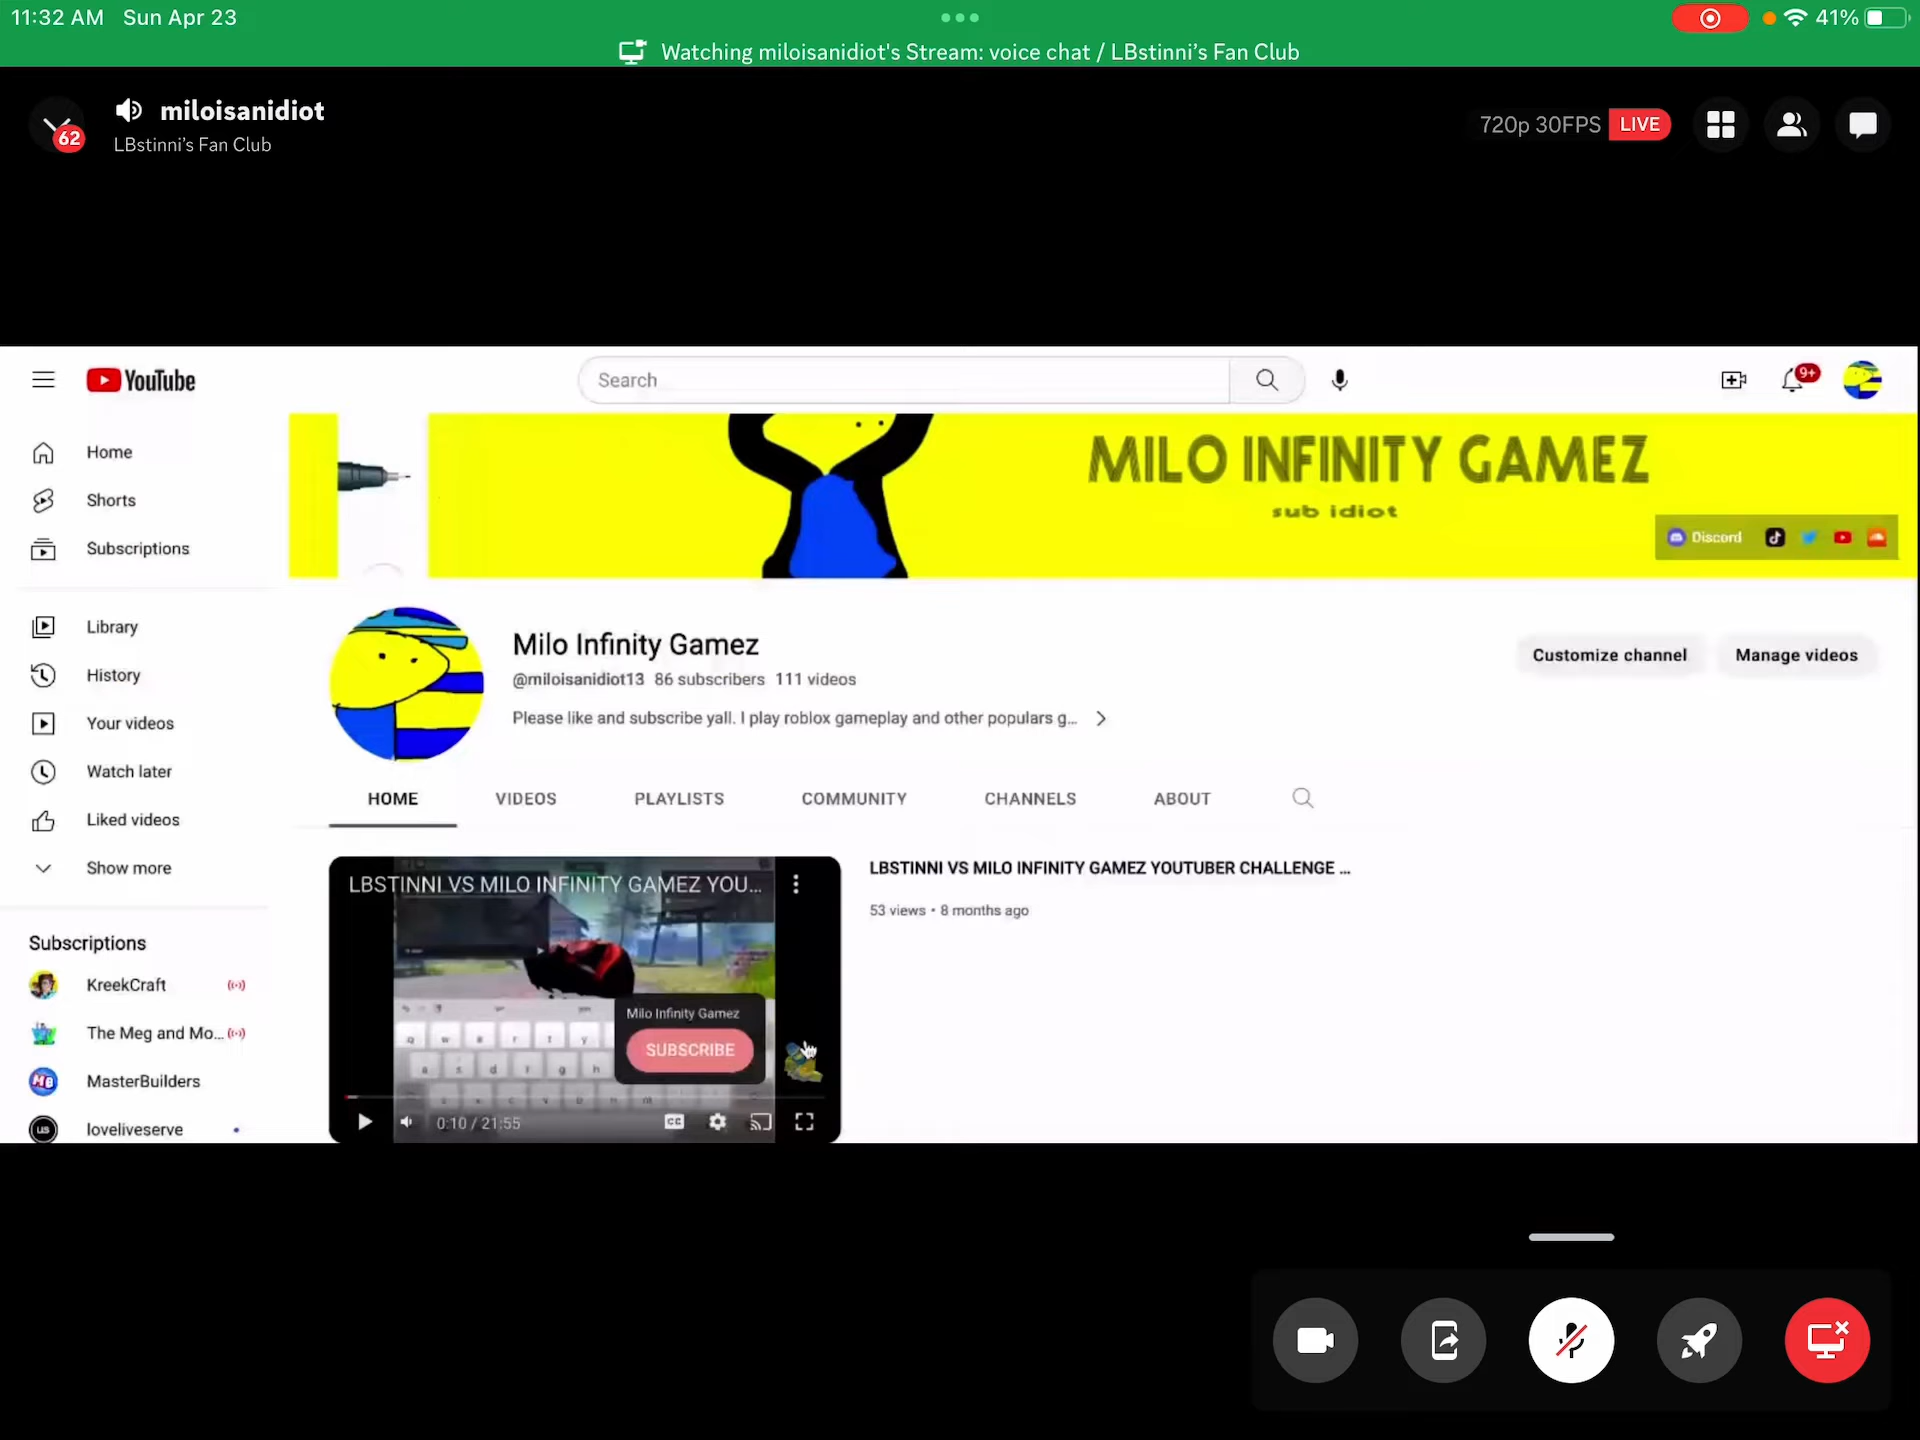 11:32 AM Sun Apr 23
41%
Watching miloisanidiot's Stream: voice chat / LBstinni's Fan Club
62
miloisanidiot
LBstinni's Fan Club
720p 30FPS LIVE
YouTube
Search
9+
Home
Shorts
Subscriptions
Library
History
Your videos
Watch later
Liked videos
Show more
Subscriptions
KreekCraft
The Meg and Mo...
MasterBuilders
loveliveserve
MILO INFINITY GAMEZ
sub idiot
Discord
Milo Infinity Gamez
@miloisanidiot13 86 subscribers 111 videos
Please like and subscribe yall. I play roblox gameplay and other populars g...
Customize channel
Manage videos
HOME VIDEOS PLAYLISTS COMMUNITY CHANNELS ABOUT
LBSTINNI VS MILO INFINITY GAMEZ YOU...
Milo Infinity Gamez
SUBSCRIBE
0:10 / 21:55
CC
LBSTINNI VS MILO INFINITY GAMEZ YOUTUBER CHALLENGE ...
53 views • 8 months ago